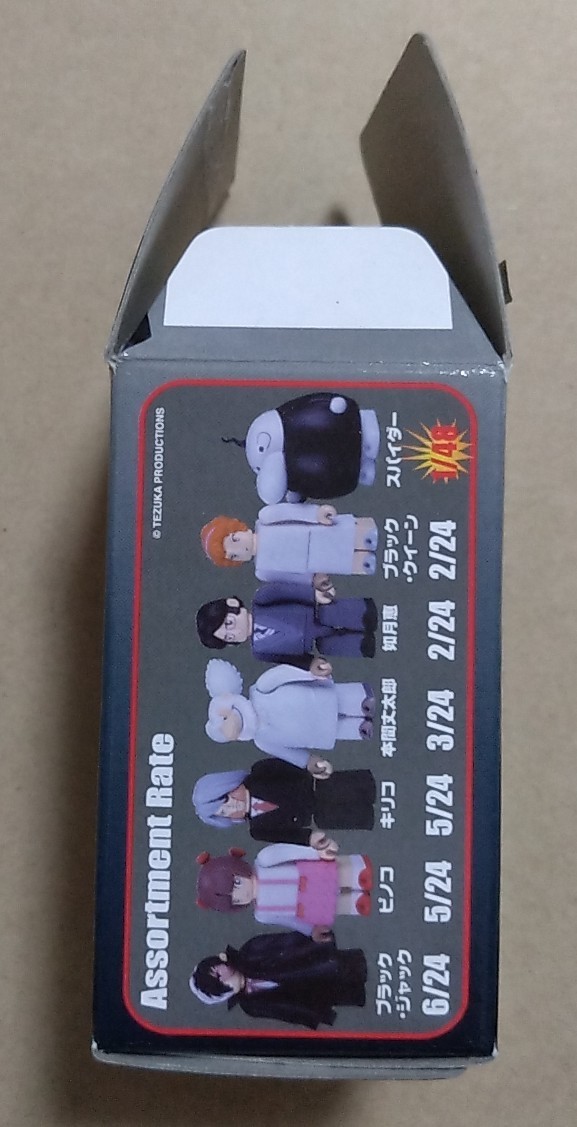 Assortment Rate
© TEZUKA PRODUCTIONS
ブラック
・ジャック
6/24
ピノコ
5/24
キリコ
5/24
本間丈太郎
3/24
如月恵
2/24
ブラック
・クイーン
2/24
スパイダー
1/48